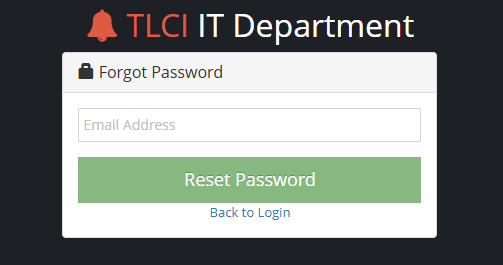 TLCI IT Department
Forgot Password
Email Address
Reset Password
Back to Login